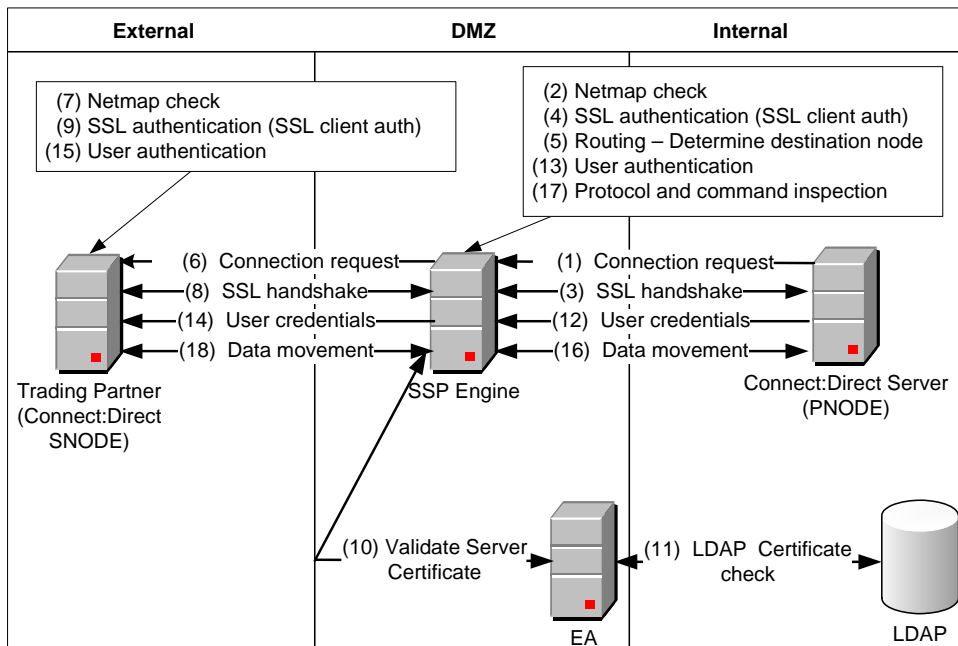 External
DMZ
Internal
(7) Netmap check
(9) SSL authentication (SSL client auth)
(15) User authentication
(2) Netmap check
(4) SSL authentication (SSL client auth)
(5) Routing – Determine destination node
(13) User authentication
(17) Protocol and command inspection
(6) Connection request
(1) Connection request
(8) SSL handshake
(3) SSL handshake
(14) User credentials
(12) User credentials
(18) Data movement
(16) Data movement
Trading Partner
(Connect:Direct
SNODE)
SSP Engine
Connect:Direct Server
(PNODE)
(10) Validate Server
Certificate
(11) LDAP Certificate
check
EA
LDAP